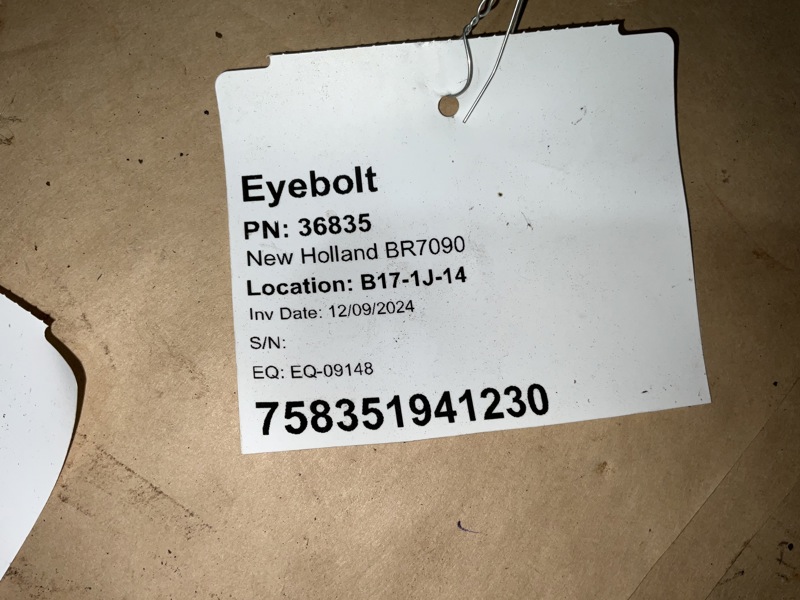 Eyebolt
PN: 36835
New Holland BR7090
Location: B17-1J-14
Inv Date: 12/09/2024
S/N:
EQ: EQ-09148
758351941230